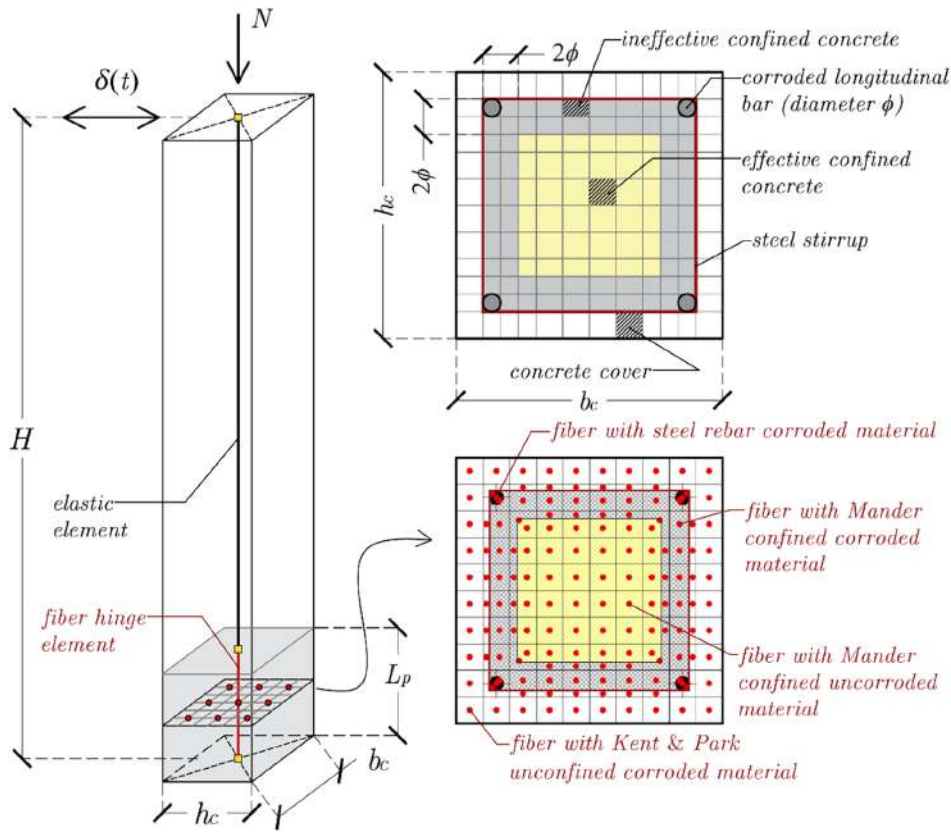 N
δ(t)
H
elastic
element
fiber hinge
element
Lp
bc
hc
2φ
ineffective confined concrete
corroded longitudinal
bar (diameter φ)
2φ
hc
effective confined
concrete
steel stirrup
concrete cover
bc
fiber with steel rebar corroded material
fiber with Mander
confined corroded
material
fiber with Mander
confined uncorroded
material
fiber with Kent & Park
unconfined corroded material